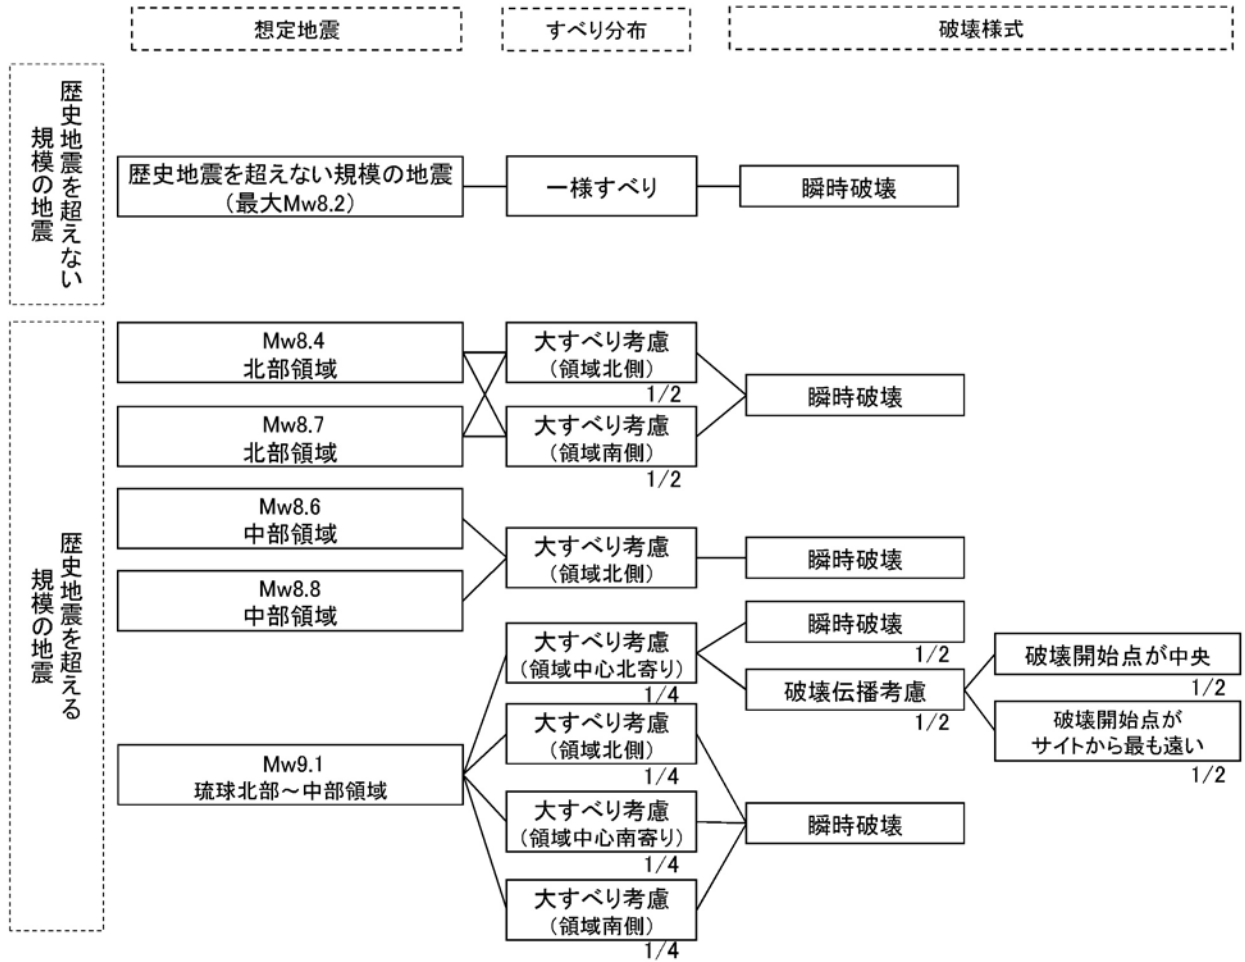 想定地震
すべり分布
破壊様式
歴史地震を超えない
規模の地震
歴史地震を超えない規模の地震
（最大Mw8.2）
一様すべり
瞬時破壊
歴史地震を超える
規模の地震
Mw8.4
北部領域
大すべり考慮
（領域北側）
1/2
瞬時破壊
Mw8.7
北部領域
大すべり考慮
（領域南側）
1/2
Mw8.6
中部領域
大すべり考慮
（領域北側）
瞬時破壊
Mw8.8
中部領域
大すべり考慮
（領域中心北寄り）
1/4
瞬時破壊
1/2
破壊伝播考慮
1/2
破壊開始点が中央
1/2
破壊開始点が
サイトから最も遠い
1/2
Mw9.1
琉球北部～中部領域
大すべり考慮
（領域北側）
1/4
大すべり考慮
（領域中心南寄り）
1/4
瞬時破壊
大すべり考慮
（領域南側）
1/4